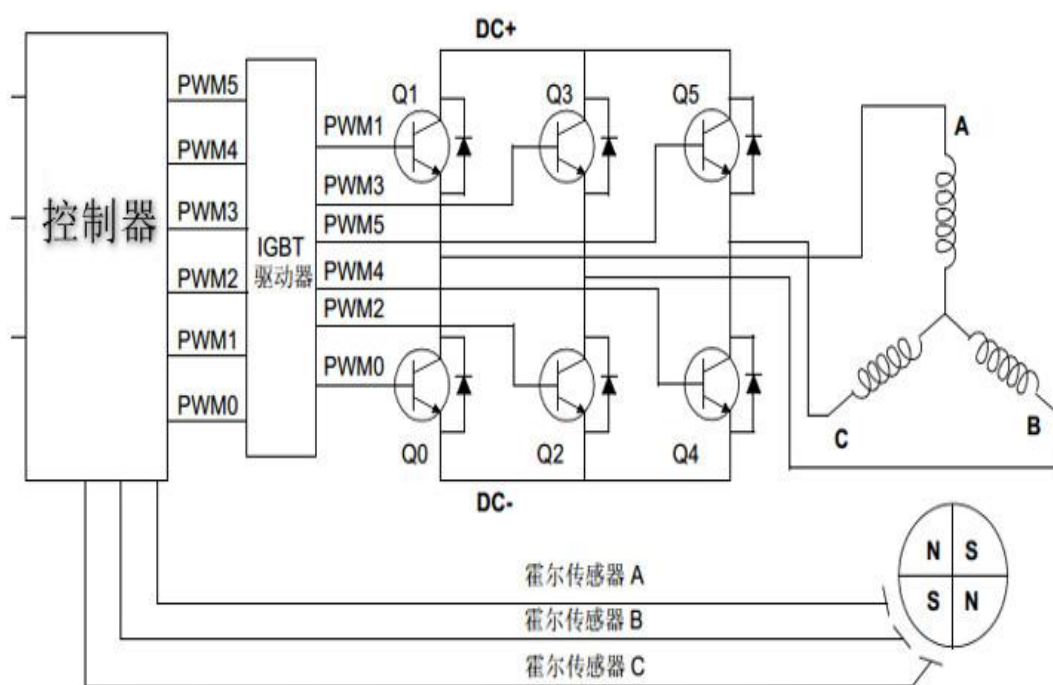 DC+
PWM5
PWM4
PWM3
PWM2
PWM1
PWM0
控制器
IGBT
驱动器
PWM1
PWM3
PWM5
PWM4
PWM2
PWM0
Q1
Q3
Q5
Q0
Q2
Q4
DC-
A
C
B
N S
S N
霍尔传感器 A
霍尔传感器 B
霍尔传感器 C